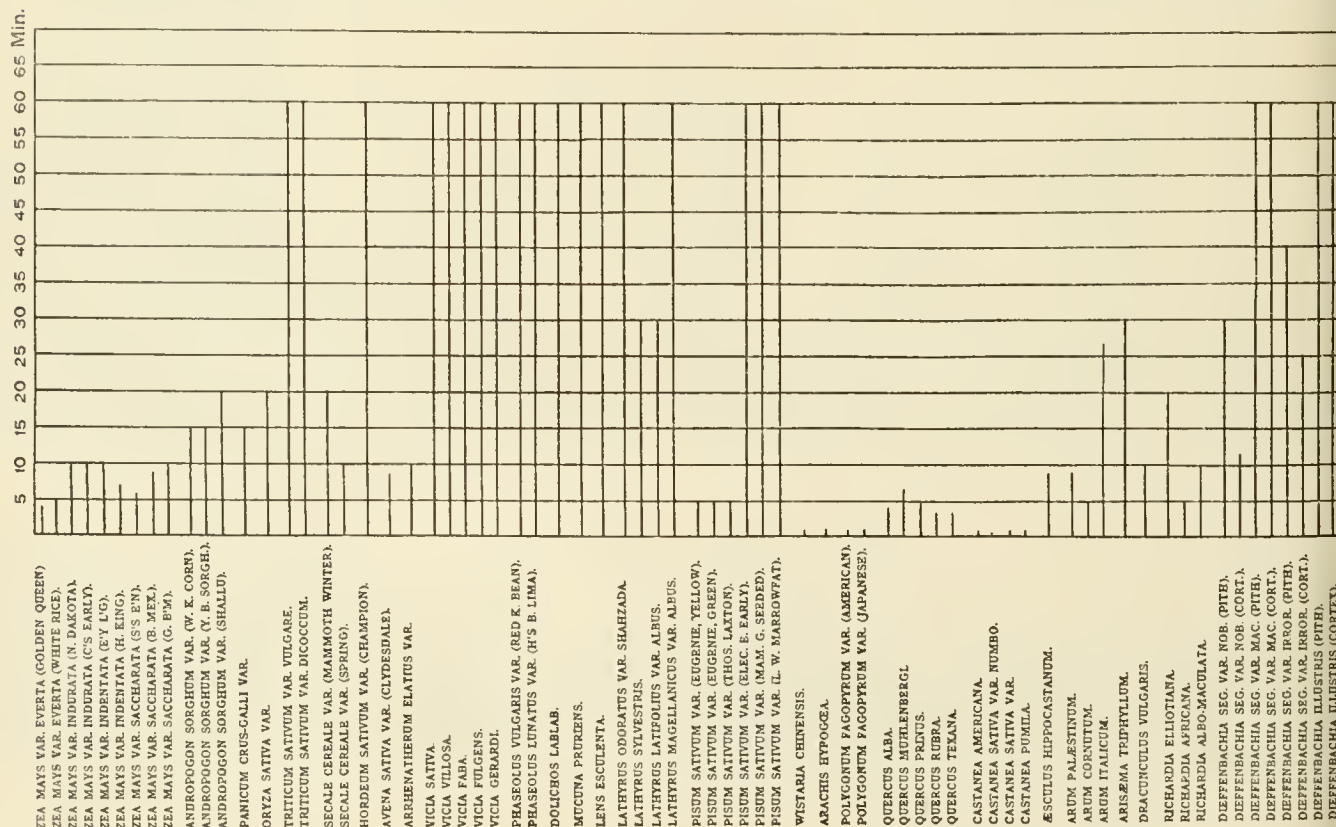 65 Min.
60
55
50
45
40
35
30
25
20
15
10
5
ZEA MAYS VAR. EVERTA (GOLDEN QUEEN)
ZEA MAYS VAR. EVERTA (WHITE RICE).
ZEA MAYS VAR. INDURATA (N. DAKOTA).
ZEA MAYS VAR. INDURATA (C'S EARLY).
ZEA MAYS VAR. INDENTATA (E'Y L'G).
ZEA MAYS VAR. INDENTATA (H. KING).
ZEA MAYS VAR. SACCHARATA (S'S E'N).
ZEA MAYS VAR. SACCHARATA (B. MEX.)
ZEA MAYS VAR. SACCHARATA (G. B'M).
ANDROPOGON SORGHUM VAR. (W. K. CORN).
ANDROPOGON SORGHUM VAR. (Y. B. SORGH.).
ANDROPOGON SORGHUM VAR. (SHALLU).
PANICUM CRUS-GALLI VAR.
ORYZA SATIVA VAR.
TRITICUM SATIVUM VAR. VULGARE.
TRITICUM SATIVUM VAR. DICOCCUM.
SECALE CEREALE VAR. (MAMMOTH WINTER).
SECALE CEREALE VAR. (SPRING).
HORDEUM SATIVUM VAR. (CHAMPION).
AVENA SATIVA VAR. (CLYDESDALE).
ARRHENATHERUM ELATIUS VAR.
VICIA SATIVA.
VICIA VILLOSA.
VICIA FABA.
VICIA FULGENS.
VICIA GERARDI.
PHASEOLUS VULGARIS VAR. (RED K. BEAN).
PHASEOLUS LUNATUS VAR. (H'S B. LIMA).
DOLICHOS LABLAB.
MUCUNA PRURIENS.
LENS ESCULENTA.
LATHYRUS ODORATUS VAR. SHAHZADA.
LATHYRUS SYLVESTRIS.
LATHYRUS LATIFOLIUS VAR. ALBUS.
LATHYRUS MAGELLANICUS VAR. ALBUS.
PISUM SATIVUM VAR. (EUGENIE, YELLOW).
PISUM SATIVUM VAR. (EUGENIE, GREEN).
PISUM SATIVUM VAR. (THOS. LAXTON).
PISUM SATIVUM VAR. (ELEC. E. EARLY).
PISUM SATIVUM VAR. (MAM. G. SEEDED).
PISUM SATIVUM VAR. (L. W. MARROWFAT).
WISTARIA CHINENSIS.
ARACHIS HYPOGŒA.
POLYGONUM FAGOPYRUM VAR. (AMERICAN).
POLYGONUM FAGOPYRUM VAR. (JAPANESE).
QUERCUS ALBA.
QUERCUS MUHLENBERGI.
QUERCUS PRINUS.
QUERCUS RUBRA.
QUERCUS TEXANA.
CASTANEA AMERICANA.
CASTANEA SATIVA VAR. NUMBO.
CASTANEA SATIVA VAR.
CASTANEA PUMILA.
ÆSCULUS HIPPOCASTANUM.
ARUM PALÆSTINUM.
ARUM CORNUTUM.
ARUM ITALICUM.
ARISÆMA TRIPHYLLUM.
DRACUNCULUS VULGARIS.
RICHARDIA ELLIOTIANA.
RICHARDIA AFRICANA.
RICHARDIA ALBO-MACULATA.
DIEFFENBACHIA SEG. VAR. NOB. (PITH).
DIEFFENBACHIA SEG. VAR. NOB. (CORT.).
DIEFFENBACHIA SEG. VAR. MAC. (PITH).
DIEFFENBACHIA SEG. VAR. MAC. (CORT.).
DIEFFENBACHIA SEG. VAR. IRROR. (PITH).
DIEFFENBACHIA SEG. VAR. IRROR. (CORT.).
DIEFFENBACHIA ILLUSTRIS (PITH).
DIEFFENBACHIA ILLUSTRIS (CORTEX).